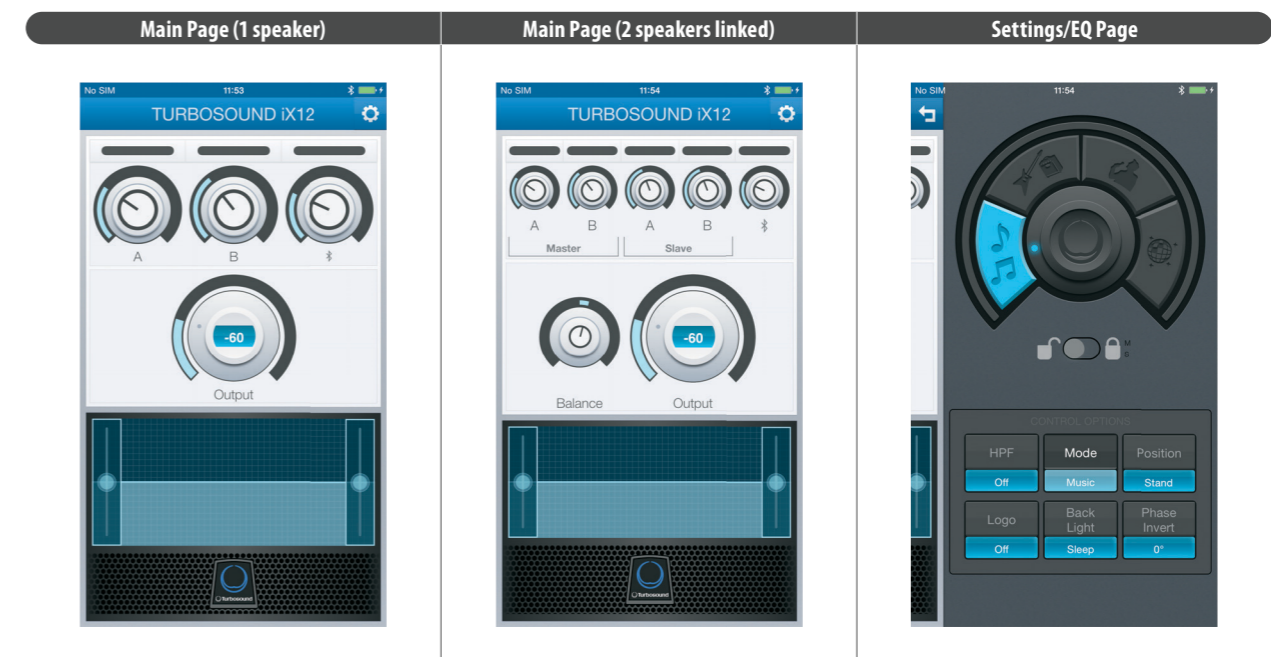 Main Page (1 speaker)
Main Page (2 speakers linked)
Settings/EQ Page
No SIM 11:53
TURBOSOUND iX12
A B
-60
Output
Turbosound
No SIM 11:54
TURBOSOUND iX12
A B A B
Master Slave
-60
Balance Output
Turbosound
No SIM 11:54
M
S
CONTROL OPTIONS
HPF Mode Position
Off Music Stand
Logo Back Light Phase Invert
Off Sleep 0°